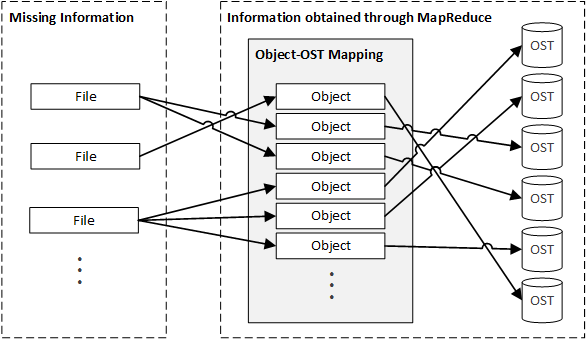 Missing Information
Information obtained through MapReduce
Object-OST Mapping
File
File
File
Object
Object
Object
Object
Object
Object
OST
OST
OST
OST
OST
OST